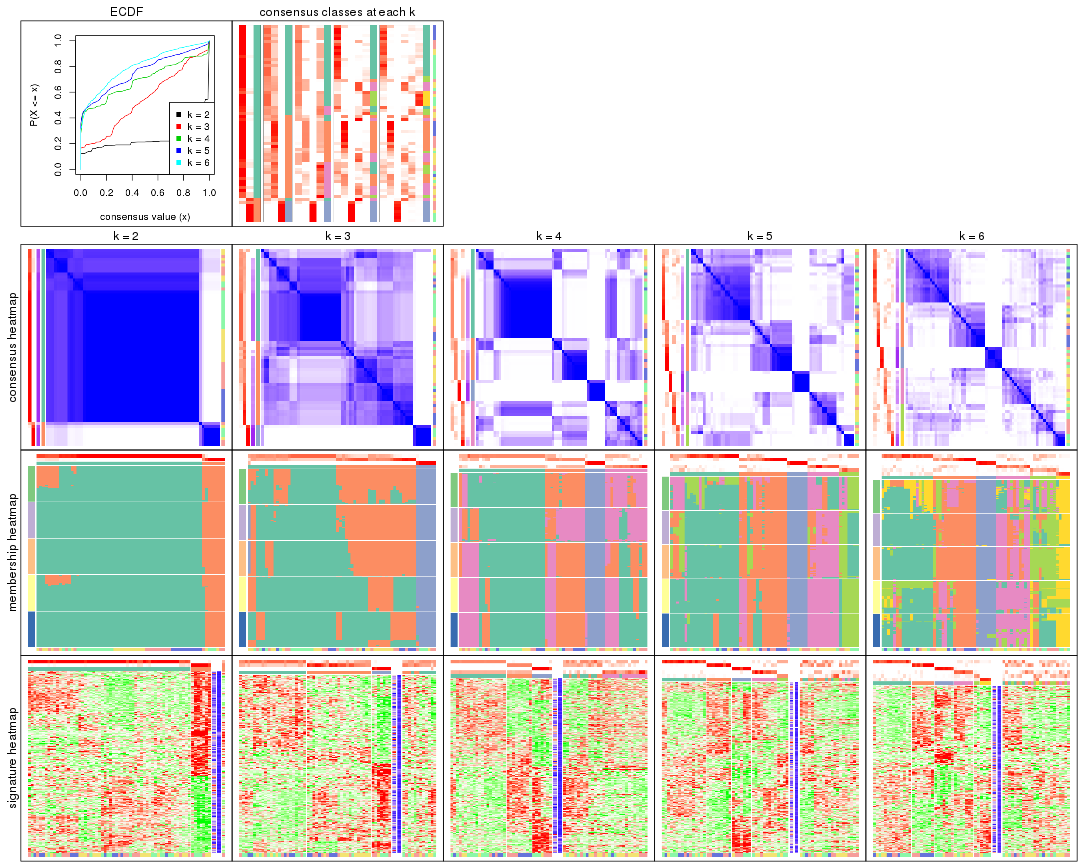 ECDF
consensus classes at each k
P(X <= x)
0.0 0.2 0.4 0.6 0.8 1.0
k = 2
k = 3
k = 4
k = 5
k = 6
0.0 0.2 0.4 0.6 0.8 1.0
consensus value (x)
k = 2
k = 3
k = 4
k = 5
k = 6
consensus heatmap
membership heatmap
signature heatmap